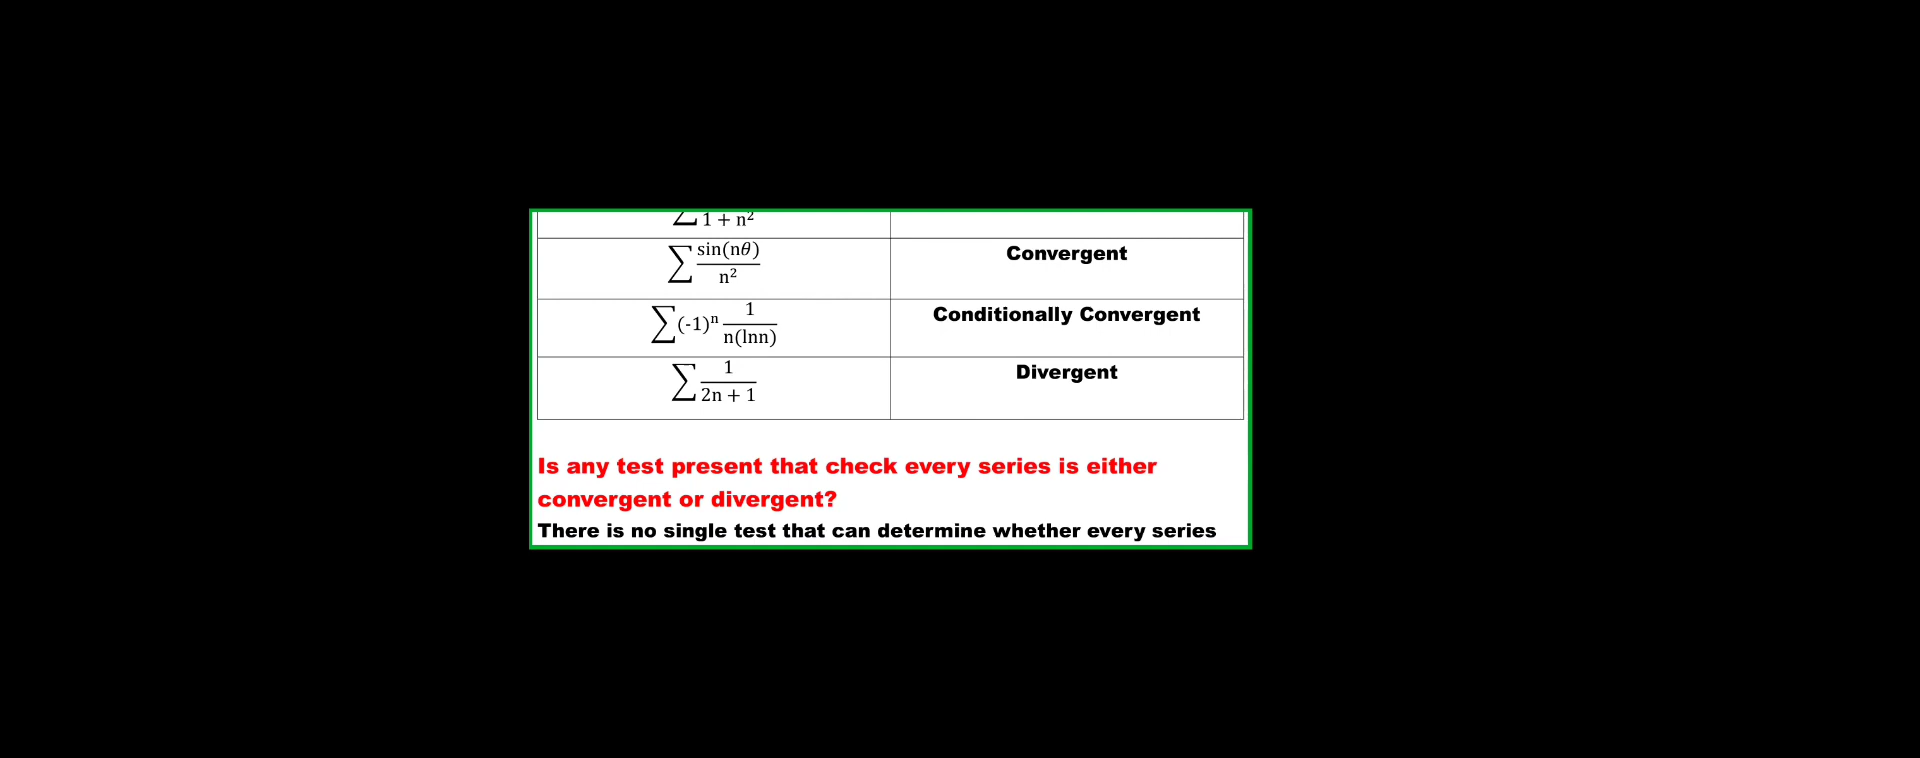 ∑ 1 + n²
∑ sin(nθ) / n² Convergent
∑(-1)ⁿ 1 / n(lnn) Conditionally Convergent
∑ 1 / 2n + 1 Divergent
Is any test present that check every series is either
convergent or divergent?
There is no single test that can determine whether every series